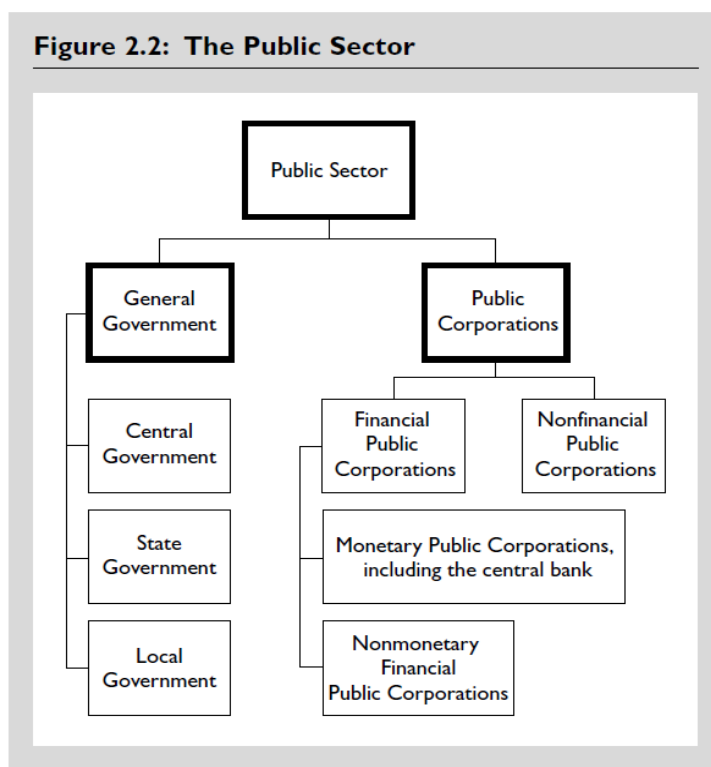 Figure 2.2: The Public Sector
Public Sector
General
Government
Public
Corporations
Central
Government
Financial
Public
Corporations
Nonfinancial
Public
Corporations
State
Government
Monetary Public Corporations,
including the central bank
Local
Government
Nonmonetary
Financial
Public Corporations